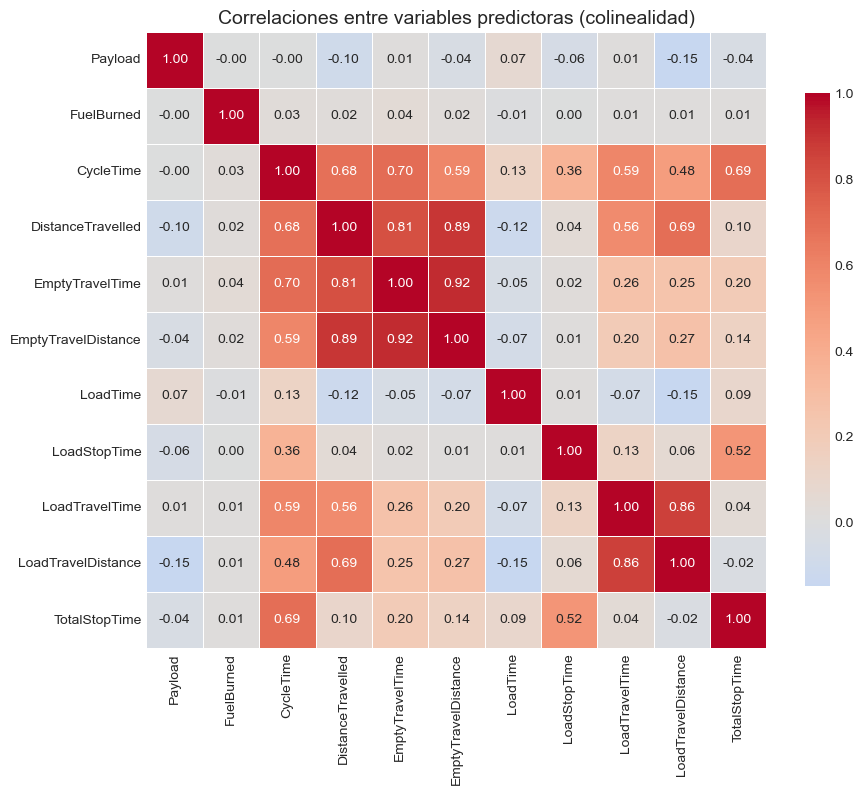 Correlaciones entre variables predictoras (colinealidad)
Payload 1.00 -0.00 -0.00 -0.10 0.01 -0.04 0.07 -0.06 0.01 -0.15 -0.04
FuelBurned -0.00 1.00 0.03 0.02 0.04 0.02 -0.01 0.00 0.01 0.01 0.01
CycleTime -0.00 0.03 1.00 0.68 0.70 0.59 0.13 0.36 0.59 0.48 0.69
DistanceTravelled -0.10 0.02 0.68 1.00 0.81 0.89 -0.12 0.04 0.56 0.69 0.10
EmptyTravelTime 0.01 0.04 0.70 0.81 1.00 0.92 -0.05 0.02 0.26 0.25 0.20
EmptyTravelDistance -0.04 0.02 0.59 0.89 0.92 1.00 -0.07 0.01 0.20 0.27 0.14
LoadTime 0.07 -0.01 0.13 -0.12 -0.05 -0.07 1.00 0.01 -0.07 -0.15 0.09
LoadStopTime -0.06 0.00 0.36 0.04 0.02 0.01 0.01 1.00 0.13 0.06 0.52
LoadTravelTime 0.01 0.01 0.59 0.56 0.26 0.20 -0.07 0.13 1.00 0.86 0.04
LoadTravelDistance -0.15 0.01 0.48 0.69 0.25 0.27 -0.15 0.06 0.86 1.00 -0.02
TotalStopTime -0.04 0.01 0.69 0.10 0.20 0.14 0.09 0.52 0.04 -0.02 1.00
Payload
FuelBurned
CycleTime
DistanceTravelled
EmptyTravelTime
EmptyTravelDistance
LoadTime
LoadStopTime
LoadTravelTime
LoadTravelDistance
TotalStopTime
1.0
0.8
0.6
0.4
0.2
0.0